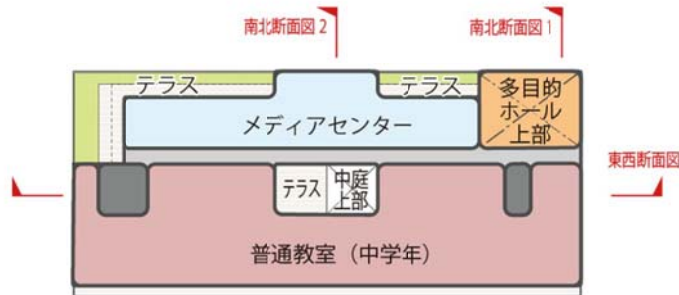 南北断面図 2
南北断面図 1
テラス
テラス
多目的
ホール
上部
メディアセンター
東西断面図
テラス
中庭
上部
普通教室（中学年）